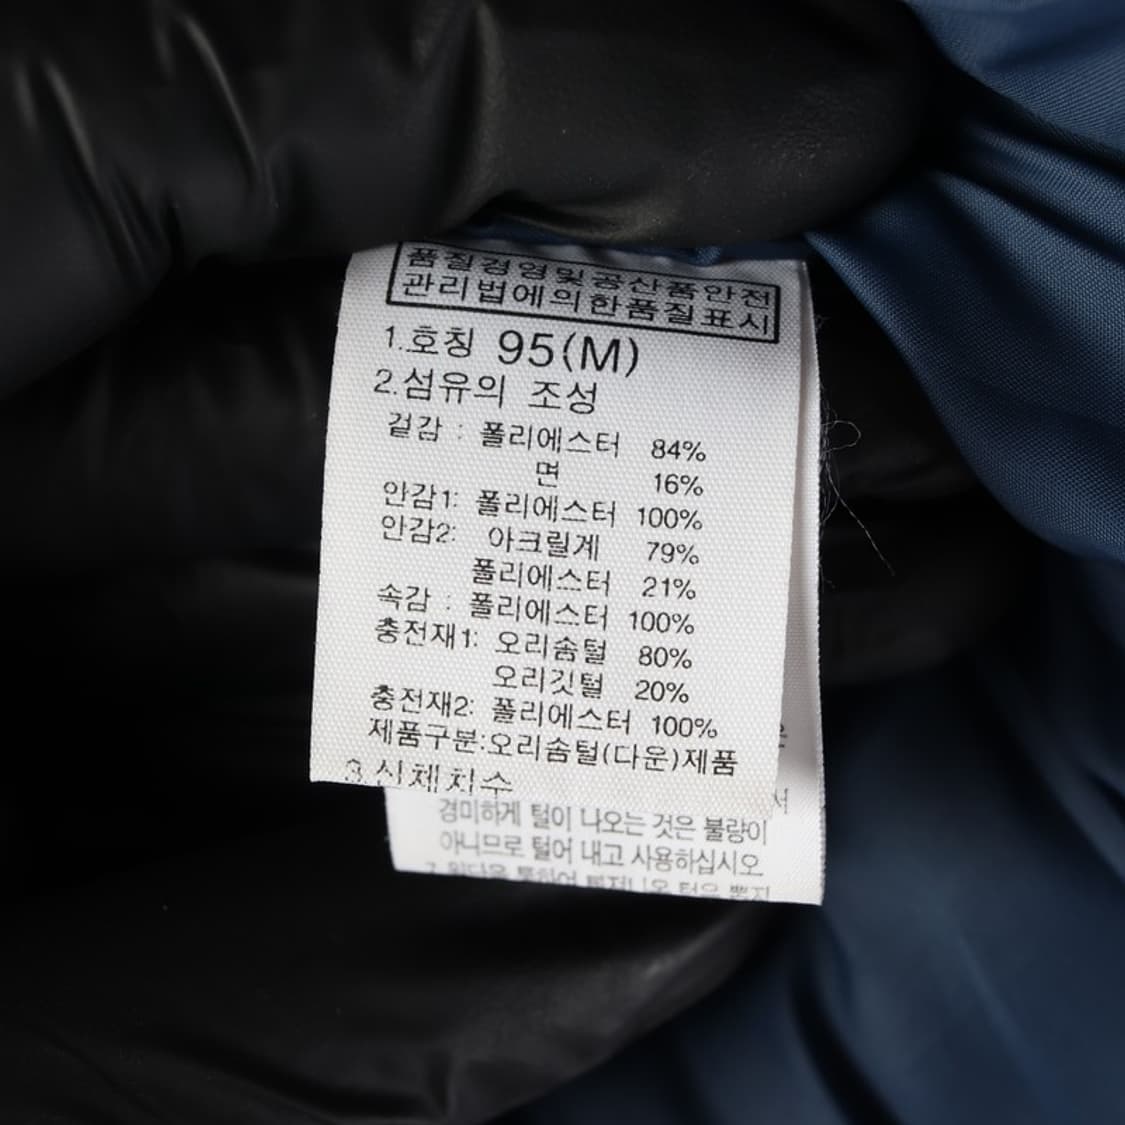 품질경영및공산품안전
관리법에의한품질표시
1.호칭 95(M)
2.섬유의 조성
겉감 : 폴리에스터 84%
면 16%
안감1: 폴리에스터 100%
안감2: 아크릴계 79%
폴리에스터 21%
속감 : 폴리에스터 100%
충전재1: 오리솜털 80%
오리깃털 20%
충전재2: 폴리에스터 100%
제품구분:오리솜털(다운)제품
3.신체치수
경미하게 털이 나오는 것은 불량이
아니므로 털어 내고 사용하십시오